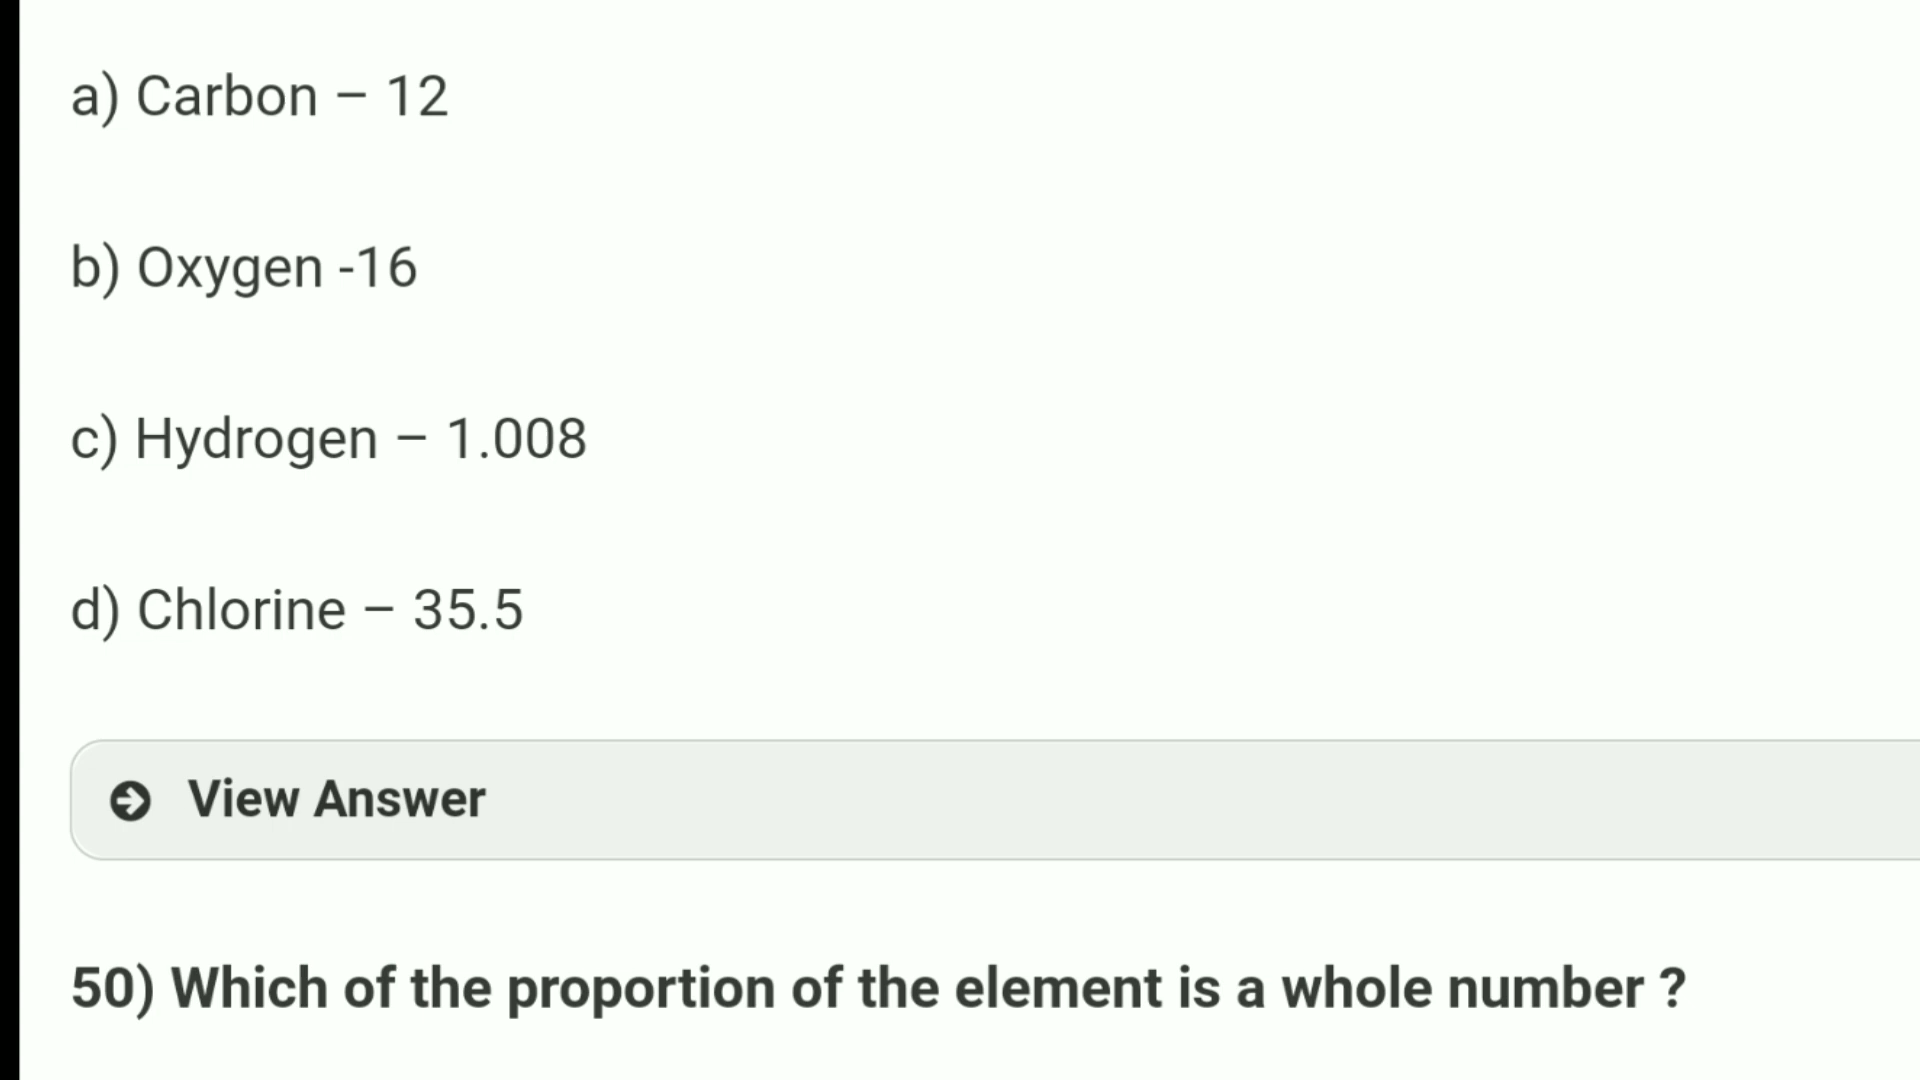 a) Carbon – 12
b) Oxygen -16
c) Hydrogen – 1.008
d) Chlorine – 35.5
View Answer
50) Which of the proportion of the element is a whole number ?